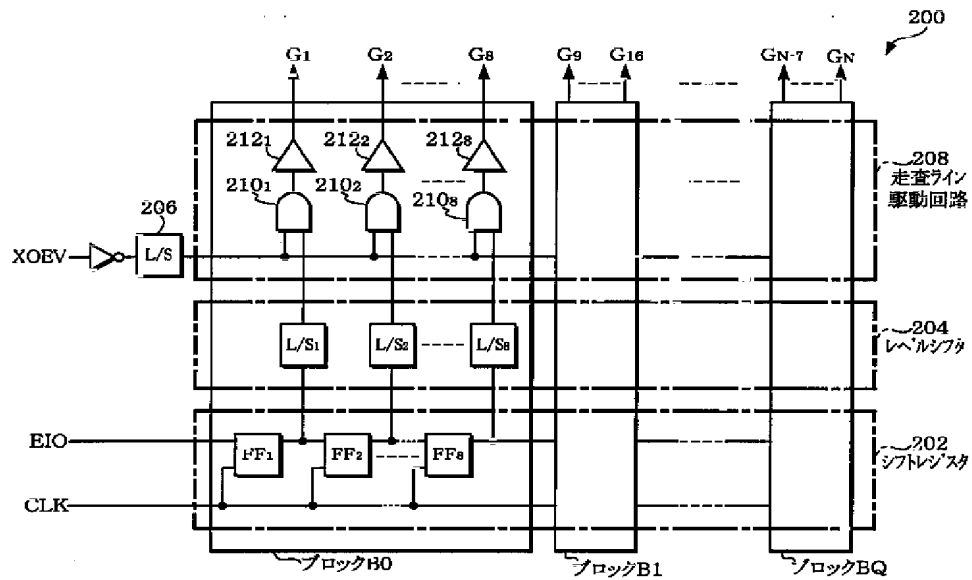 200
G1 G2 G8 G9 G16 GN-7 GN
2121 2122 2128
208
走査ライン
駆動回路
2101 2102 2108
206
XOEV L/S
204
レベルシフタ
L/S1 L/S2 L/S8
EIO
FF1 FF2 FF8
202
シフトレジスタ
CLK
ブロックB0 ブロックB1 ブロックBQ